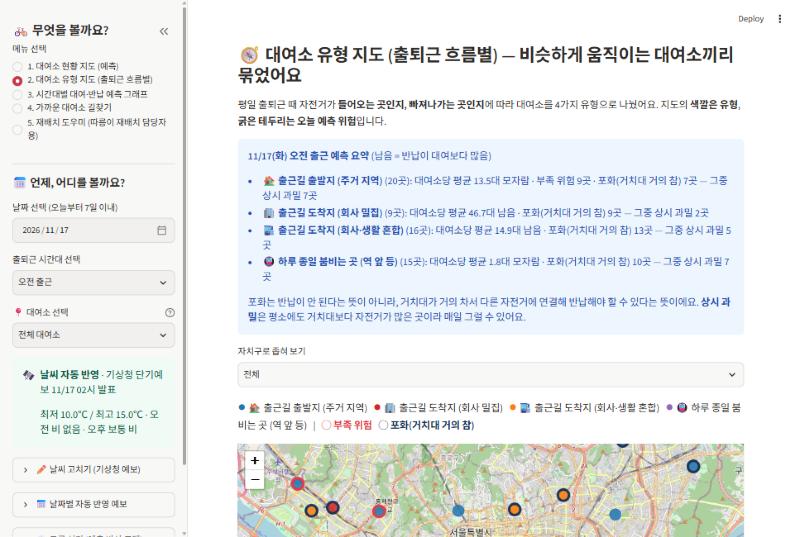 무엇을 볼까요?
메뉴 선택
1. 대여소 현황 지도 (예측)
2. 대여소 유형 지도 (출퇴근 흐름별)
3. 시간대별 대여·반납 예측 그래프
4. 가까운 대여소 길찾기
5. 재배치 도우미 (따릉이 재배치 담당자
용)
언제, 어디를 볼까요?
날짜 선택 (오늘부터 7일 이내)
2026/11/17
출퇴근 시간대 선택
오전 출근
대여소 선택
전체 대여소
날씨 자동 반영 · 기상청 단기예
보 11/17 02시 발표
최저 10.0℃ / 최고 15.0℃ · 오
전 비 없음 · 오후 보통 비
날씨 고치기 (기상청 예보)
날짜별 자동 반영 예보
Deploy
대여소 유형 지도 (출퇴근 흐름별) — 비슷하게 움직이는 대여소끼리
묶었어요
평일 출퇴근 때 자전거가 들어오는 곳인지, 빠져나가는 곳인지에 따라 대여소를 4가지 유형으로 나눴어요. 지도의 색깔은 유형,
굵은 테두리는 오늘 예측 위험입니다.
11/17(화) 오전 출근 예측 요약 (남음 = 반납이 대여보다 많음)
출근길 출발지 (주거 지역) (20곳): 대여소당 평균 13.5대 모자람 · 부족 위험 9곳 · 포화(거치대 거의 참) 7곳 — 그중
상시 과밀 7곳
출근길 도착지 (회사 밀집) (9곳): 대여소당 평균 46.7대 남음 · 포화(거치대 거의 참) 9곳 — 그중 상시 과밀 2곳
출근길 도착지 (회사·생활 혼합) (16곳): 대여소당 평균 14.9대 남음 · 포화(거치대 거의 참) 13곳 — 그중 상시 과밀 5
곳
하루 종일 붐비는 곳 (역 앞 등) (15곳): 대여소당 평균 1.8대 모자람 · 포화(거치대 거의 참) 10곳 — 그중 상시 과밀 7
곳
포화는 반납이 안 된다는 뜻이 아니라, 거치대가 거의 차서 다른 자전거에 연결해 반납해야 할 수 있다는 뜻이에요. 상시 과
밀은 평소에도 거치대보다 자전거가 많은 곳이라 매일 그럴 수 있어요.
자치구로 좁혀 보기
전체
출근길 출발지 (주거 지역) 출근길 도착지 (회사 밀집) 출근길 도착지 (회사·생활 혼합) 하루 종일 붐
비는 곳 (역 앞 등) | 부족 위험 포화(거치대 거의 참)
+
−
서울특별시
구